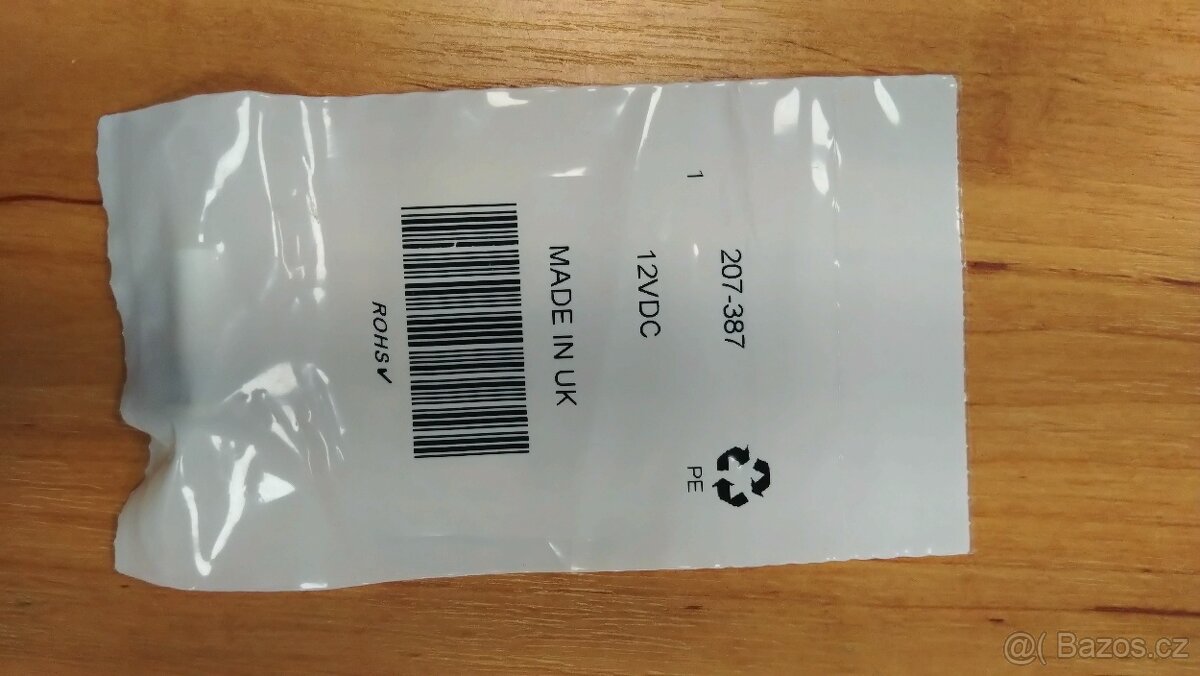 207-387
1
PE
12VDC
MADE IN UK
ROHS✔
@( Bazos.cz